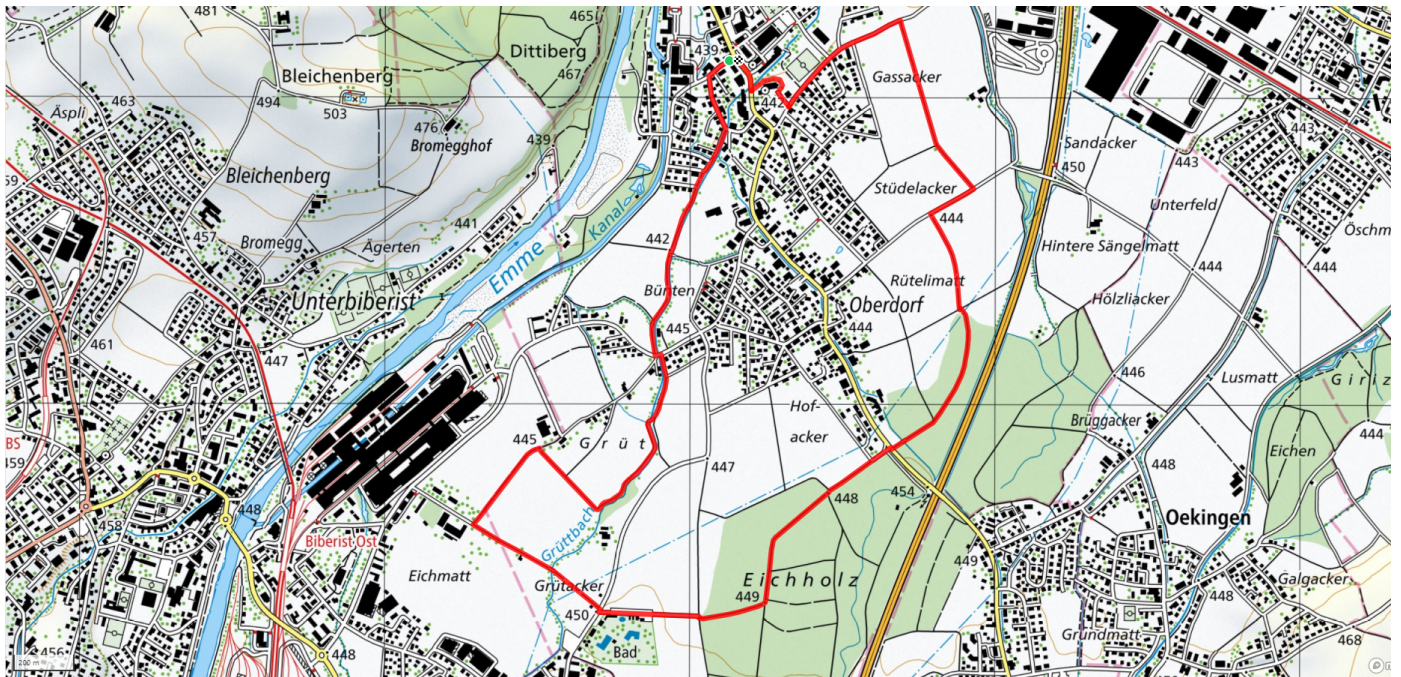 481
465
Dittiberg
467
439
Bleichenberg
494
503
463
Äspli
476
Bromegghof
439
442
Gassacker
Sandacker
450
443
443
59
Bleichenberg
441
Kanal
Stüdelacker
444
Unterfeld
Öschm
457
Bromegg
Ägerten
442
Hintere Sängelmatt
444
444
Emme
Unterbiberist
Bünten
Rütelimatt
Hölzliacker
Oberdorf
445
444
461
447
446
Lusmatt
Giriz
Hof-
acker
Brüggacker
BS
459
445
Grüt
447
444
Eichen
448
448
454
458
448
Oekingen
Biberist Ost
Grüttbach
449
Eichmatt
Grütacker
Eichholz
449
Galgacker
448
450
Bad
Grundmatt
468
456
448
200 m